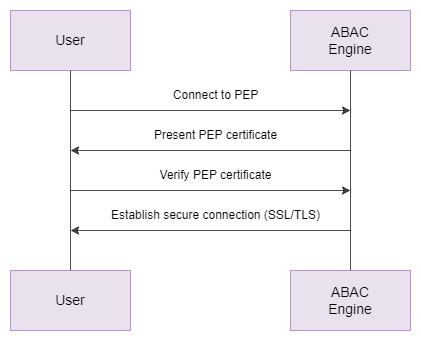 User
ABAC
Engine
Connect to PEP
Present PEP certificate
Verify PEP certificate
Establish secure connection (SSL/TLS)
User
ABAC
Engine